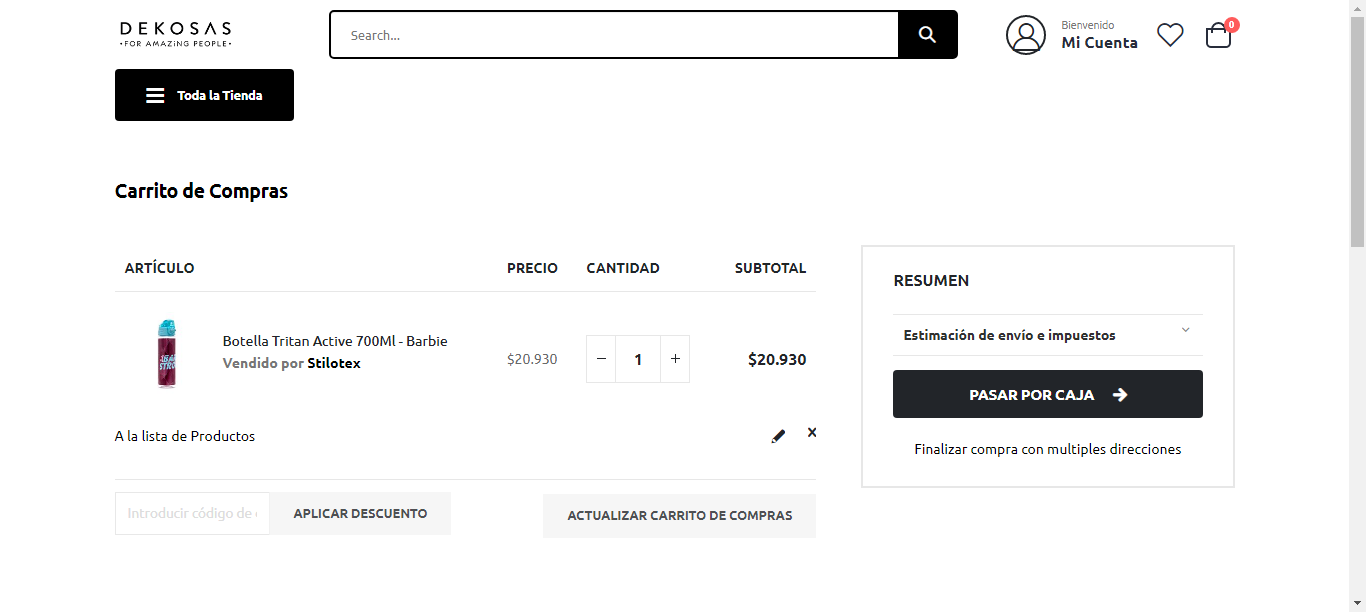 DEKOSAS
•FOR AMAZING PEOPLE•
Search...
Bienvenido
Mi Cuenta
0
Toda la Tienda
Carrito de Compras
ARTÍCULO PRECIO CANTIDAD SUBTOTAL
Botella Tritan Active 700Ml - Barbie
Vendido por Stilotex
$20.930
− 1 +
$20.930
A la lista de Productos
Introducir código de
APLICAR DESCUENTO
ACTUALIZAR CARRITO DE COMPRAS
RESUMEN
Estimación de envío e impuestos
PASAR POR CAJA
Finalizar compra con multiples direcciones